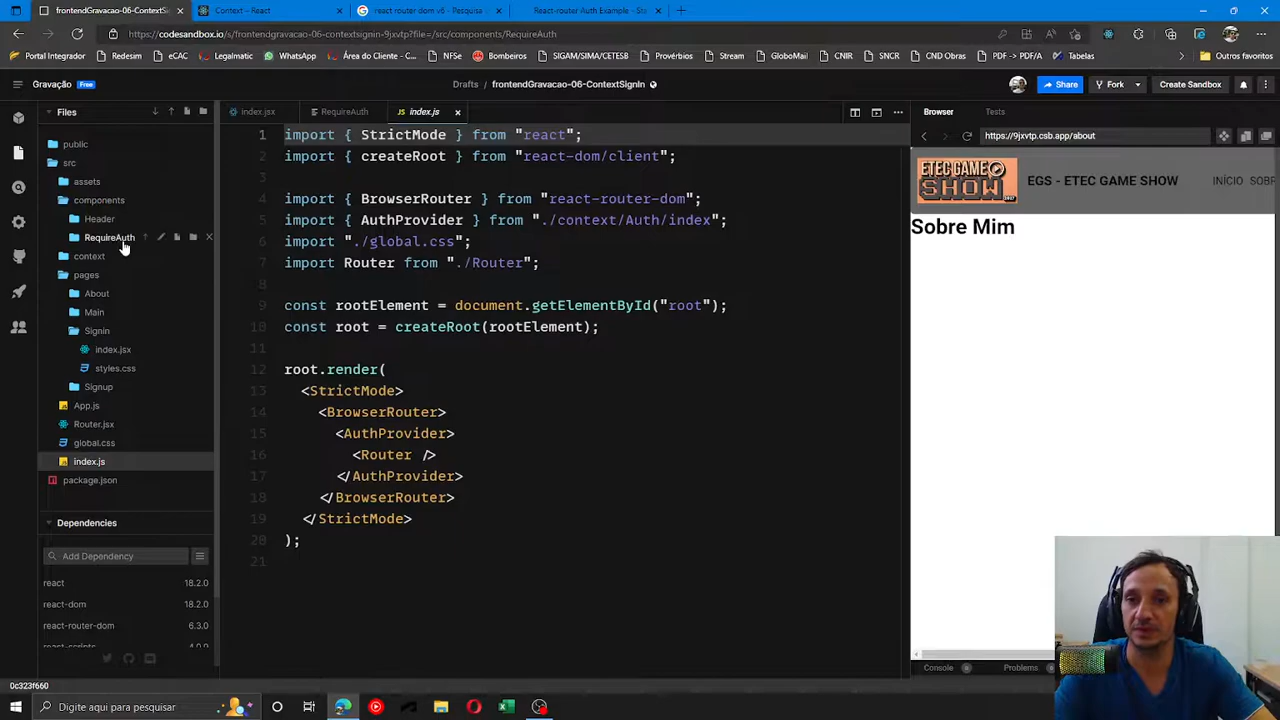 frontendGravacao-06-ContextSi
Context – React
react router dom v6 - Pesquisa
React-router Auth Example - Sta
https://codesandbox.io/s/frontendgravacao-06-contextsignin-9jxvtp?file=/src/components/RequireAuth
Portal Integrador
Redesim
eCAC
Legalmatic
WhatsApp
NFSe
Bombeiros
SIGAM/SIMA/CETESB
Provérbios
Stream
GloboMail
CNIR
SNCR
CND Obras
PDF -> PDF/A
Tabelas
Outros favoritos
Gravação
Free
Drafts / frontendGravacao-06-ContextSignIn
Share
Fork
Create Sandbox
Files
public
src
assets
components
Header
RequireAuth
context
pages
About
Main
Signin
index.jsx
styles.css
Signup
App.js
Router.jsx
global.css
index.js
package.json
Dependencies
Add Dependency
react 18.2.0
react-dom 18.2.0
react-router-dom 6.3.0
react-scripts 4.0.0
index.jsx
RequireAuth
index.js
1 import { StrictMode } from "react";
2 import { createRoot } from "react-dom/client";
3
4 import { BrowserRouter } from "react-router-dom";
5 import { AuthProvider } from "./context/Auth/index";
6 import "./global.css";
7 import Router from "./Router";
8
9 const rootElement = document.getElementById("root");
10 const root = createRoot(rootElement);
11
12 root.render(
13 <StrictMode>
14 <BrowserRouter>
15 <AuthProvider>
16 <Router />
17 </AuthProvider>
18 </BrowserRouter>
19 </StrictMode>
20 );
21
Browser
Tests
https://9jxvtp.csb.app/about
ETEC GAME
SHOW
EGS - ETEC GAME SHOW
INÍCIO
SOBRE
Sobre Mim
Console
Problems
0c323f660
Digite aqui para pesquisar